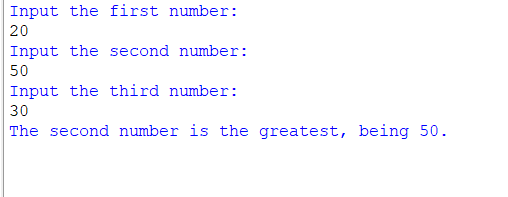 Input the first number:
20
Input the second number:
50
Input the third number:
30
The second number is the greatest, being 50.